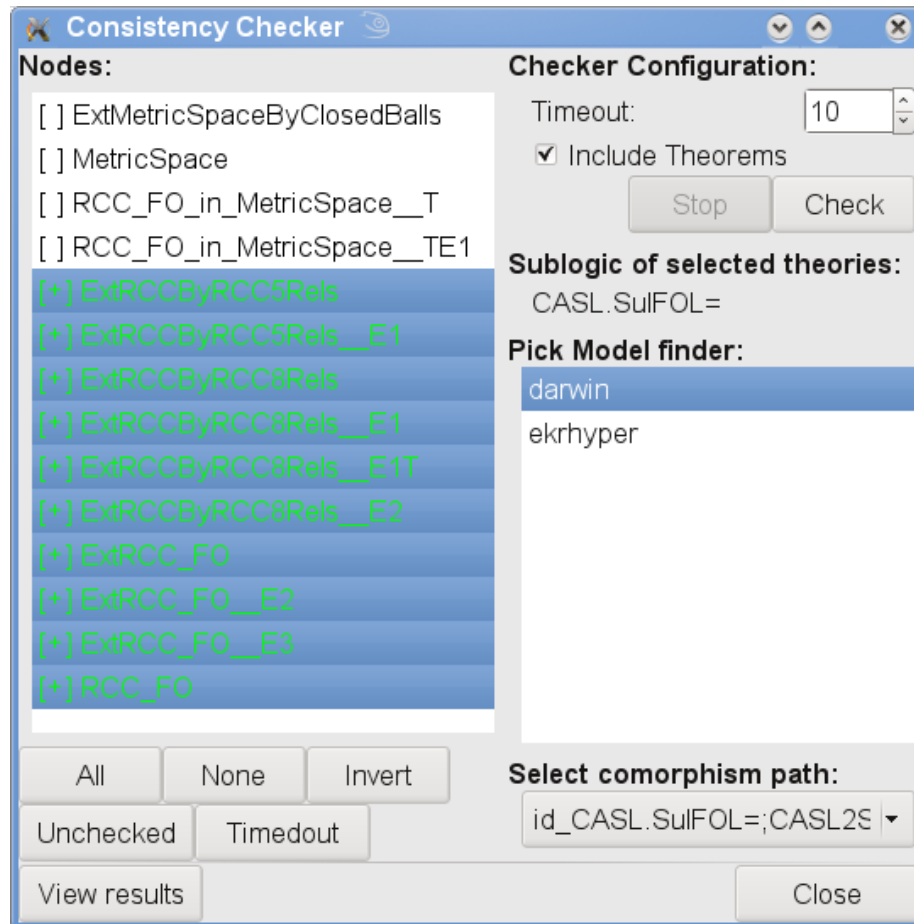 Consistency Checker
Nodes:
[ ] ExtMetricSpaceByClosedBalls
[ ] MetricSpace
[ ] RCC_FO_in_MetricSpace__T
[ ] RCC_FO_in_MetricSpace__TE1
[+] ExtRCCByRCC5Rels
[+] ExtRCCByRCC5Rels__E1
[+] ExtRCCByRCC8Rels
[+] ExtRCCByRCC8Rels__E1
[+] ExtRCCByRCC8Rels__E1T
[+] ExtRCCByRCC8Rels__E2
[+] ExtRCC_FO
[+] ExtRCC_FO__E2
[+] ExtRCC_FO__E3
[+] RCC_FO
All None Invert
Unchecked Timedout
View results
Checker Configuration:
Timeout: 10
Include Theorems
Stop Check
Sublogic of selected theories:
CASL.SulFOL=
Pick Model finder:
darwin
ekrhyper
Select comorphism path:
id_CASL.SulFOL=;CASL2S
Close